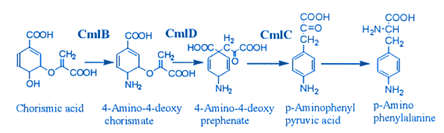 CmlB CmlD CmlC
COOH COOH HOOC CH2 COOH COOH COOH
CH2 CH2 O C=O H2N-CH
O COOH O COOH CH2 CH2
OH NH2 NH2 NH2 NH2
Chorismic acid 4-Amino-4-deoxy 4-Amino-4-deoxy p-Aminophenyl p-Amino
chorismate prephenate pyruvic acid phenylalanine